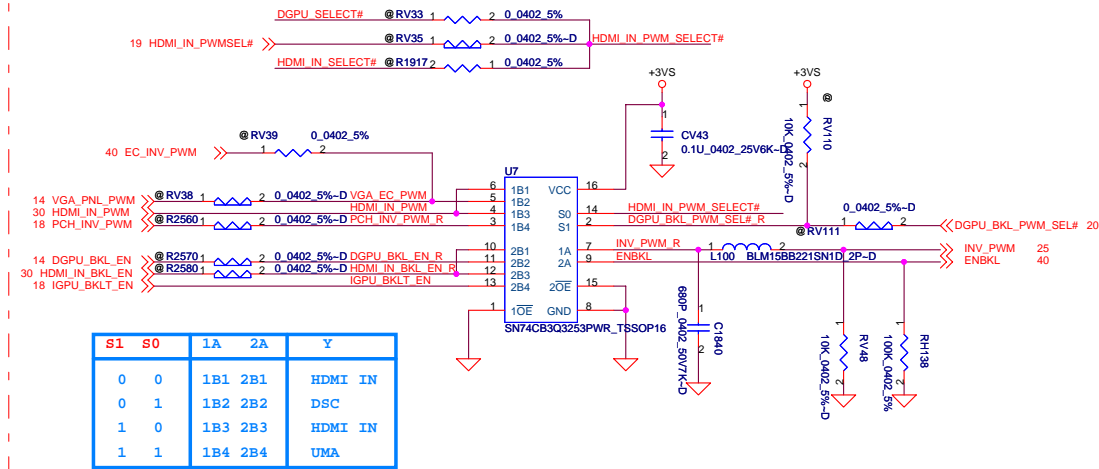 DGPU_SELECT# @RV33 1 2 0_0402_5%
19 HDMI_IN_PWMSEL# @RV35 1 2 0_0402_5%~D HDMI_IN_PWM_SELECT#
HDMI_IN_SELECT# @R1917 2 1 0_0402_5%
+3VS +3VS
@
1 CV43 2 0.1U_0402_25V6K~D
1 RV110 2 10K_0402_5%~D
@RV39 0_0402_5%
40 EC_INV_PWM 1 2
U7
14 VGA_PNL_PWM @RV38 1 2 0_0402_5%~D VGA_EC_PWM
30 HDMI_IN_PWM HDMI_IN_PWM
18 PCH_INV_PWM @R2560 1 2 0_0402_5%~D PCH_INV_PWM_R
14 DGPU_BKL_EN @R2570 1 2 0_0402_5%~D DGPU_BKL_EN_R
30 HDMI_IN_BKL_EN @R2580 1 2 0_0402_5%~D HDMI_IN_BKL_EN_R
18 IGPU_BKLT_EN IGPU_BKLT_EN
6 1B1 VCC 16
5 1B2
4 1B3 S0 14 HDMI_IN_PWM_SELECT#
3 1B4 S1 2 DGPU_BKL_PWM_SEL#_R
10 2B1 1A 7 INV_PWM_R
11 2B2 2A 9 ENBKL
12 2B3
13 2B4 2OE 15
1 1OE GND 8
SN74CB3Q3253PWR_TSSOP16
0_0402_5%~D
1 2 DGPU_BKL_PWM_SEL# 20
@RV111
1 2 INV_PWM 25
L100 BLM15BB221SN1D_2P~D ENBKL 40
680P_0402_50V7K~D 1 2 C1840
1 RV48 2 10K_0402_5%~D
1 RH138 2 100K_0402_5%
S1 S0 1A 2A Y
0 0 1B1 2B1 HDMI IN
0 1 1B2 2B2 DSC
1 0 1B3 2B3 HDMI IN
1 1 1B4 2B4 UMA